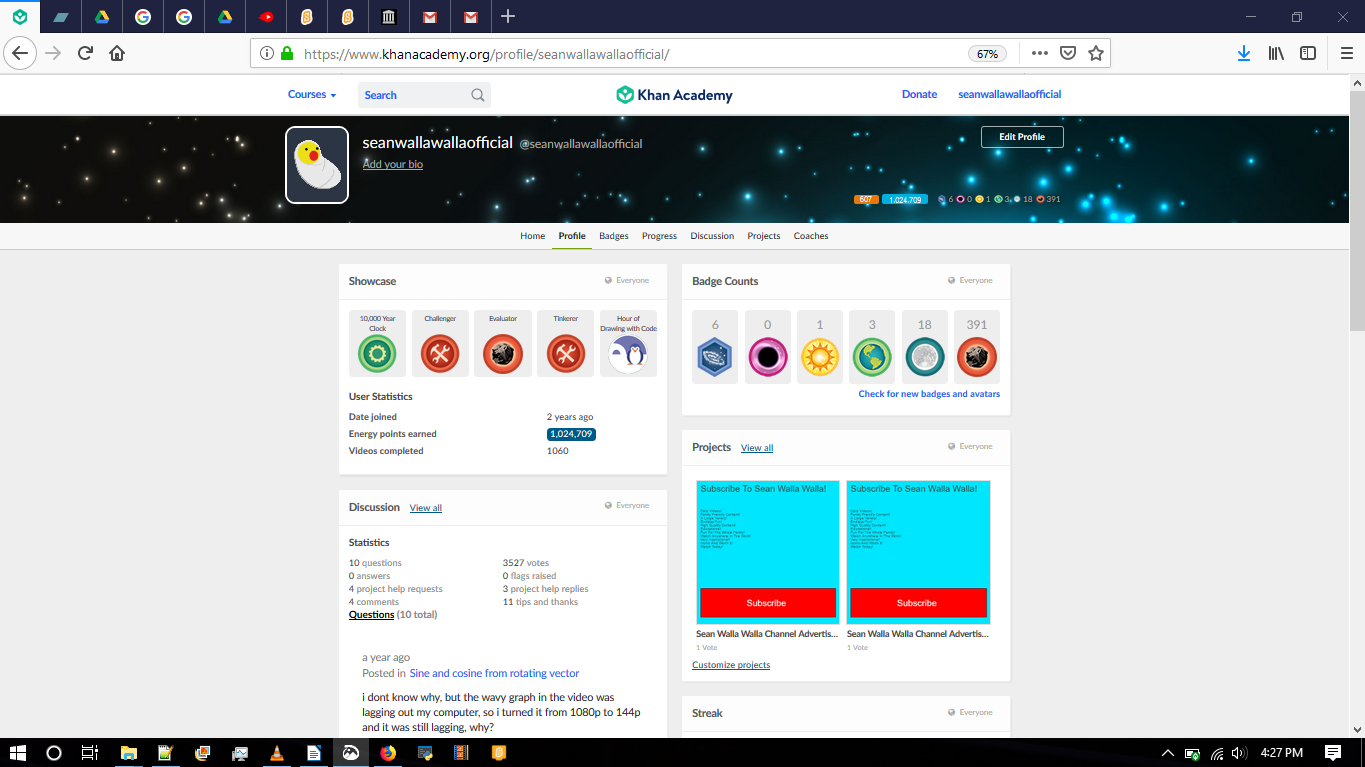 https://www.khanacademy.org/profile/seanwallawallaofficial/
67%
Courses
Search
Khan Academy
Donate
seanwallawallaofficial
seanwallawallaofficial @seanwallawallaofficial
Add your bio
Edit Profile
607 1,024,709 6 0 1 3 18 391
Home Profile Badges Progress Discussion Projects Coaches
Showcase Everyone
10,000 Year Clock
Challenger
Evaluator
Tinkerer
Hour of Drawing with Code
User Statistics
Date joined 2 years ago
Energy points earned 1,024,709
Videos completed 1060
Discussion View all Everyone
Statistics
10 questions 3527 votes
0 answers 0 flags raised
4 project help requests 3 project help replies
4 comments 11 tips and thanks
Questions (10 total)
a year ago
Posted in Sine and cosine from rotating vector
i dont know why, but the wavy graph in the video was
lagging out my computer, so i turned it from 1080p to 144p
and it was still lagging, why?
Badge Counts Everyone
6 0 1 3 18 391
Check for new badges and avatars
Projects View all Everyone
Subscribe To Sean Walla Walla! Subscribe To Sean Walla Walla!
Subscribe Subscribe
Sean Walla Walla Channel Advertis... Sean Walla Walla Channel Advertis...
1 Vote 1 Vote
Customize projects
Streak Everyone
4:27 PM